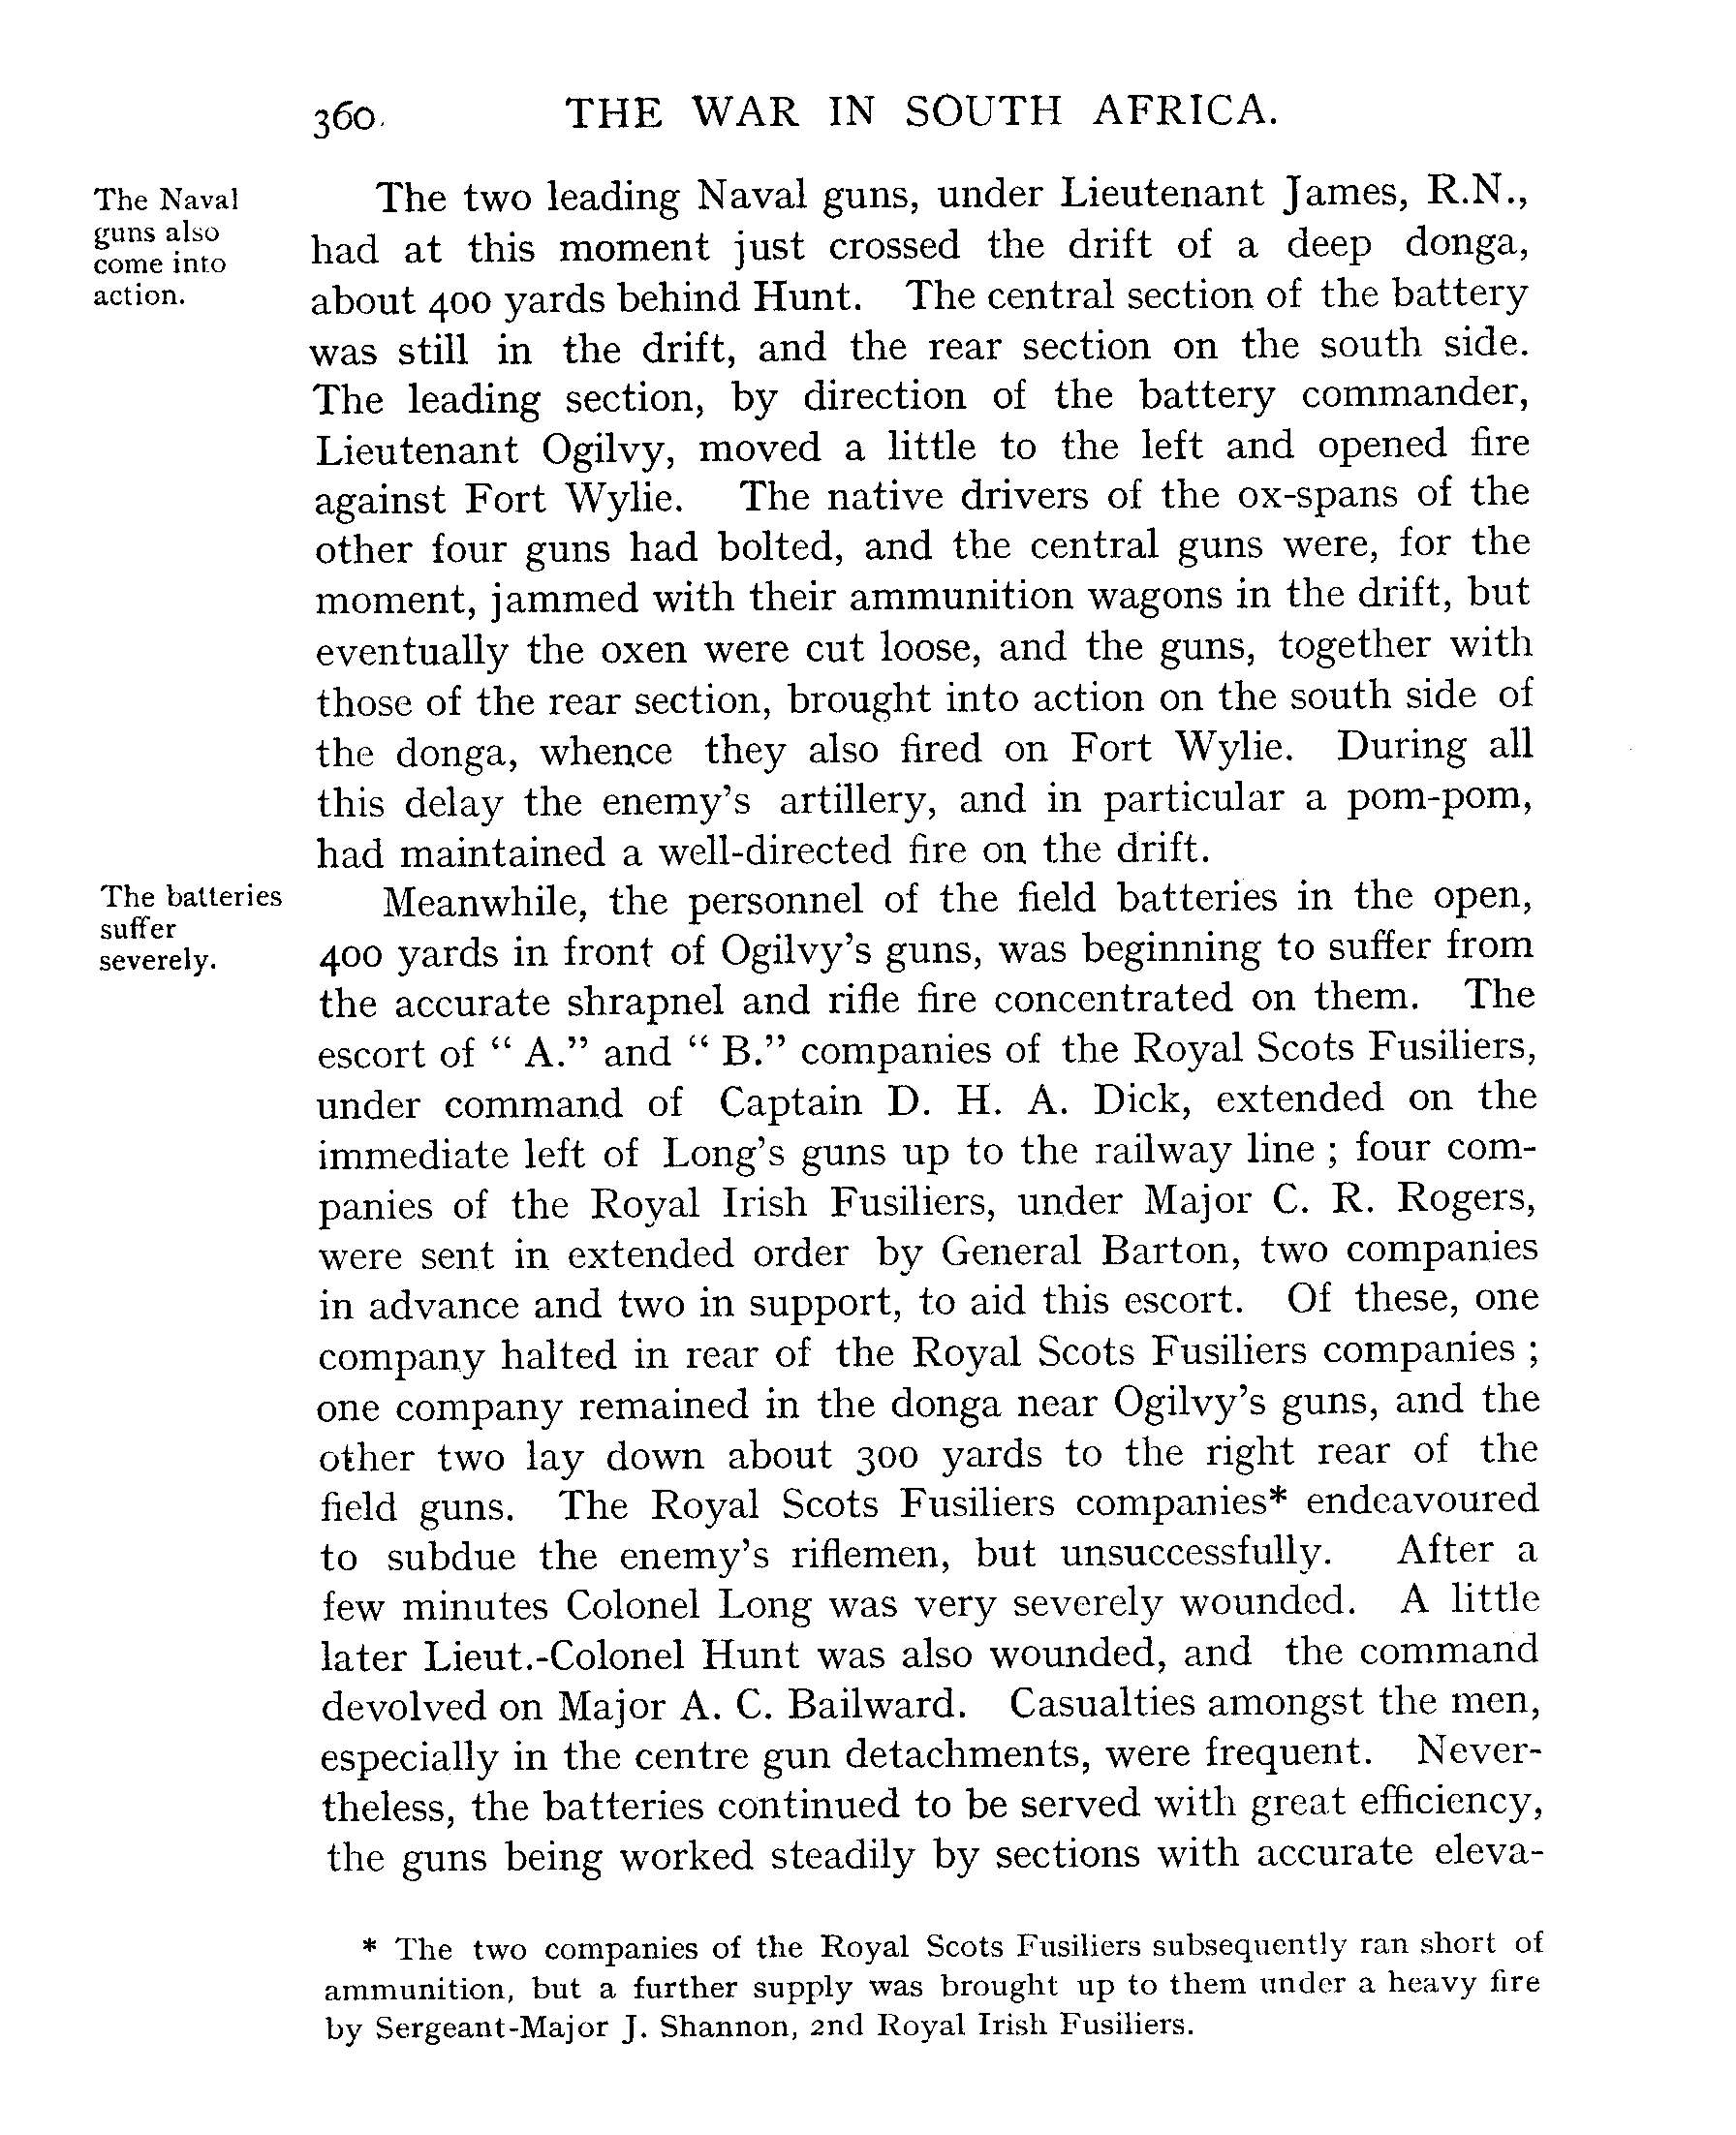 360. THE WAR IN SOUTH AFRICA.
The Naval
guns also
come into
action.
The two leading Naval guns, under Lieutenant James, R.N.,
had at this moment just crossed the drift of a deep donga,
about 400 yards behind Hunt. The central section of the battery
was still in the drift, and the rear section on the south side.
The leading section, by direction of the battery commander,
Lieutenant Ogilvy, moved a little to the left and opened fire
against Fort Wylie. The native drivers of the ox-spans of the
other four guns had bolted, and the central guns were, for the
moment, jammed with their ammunition wagons in the drift, but
eventually the oxen were cut loose, and the guns, together with
those of the rear section, brought into action on the south side of
the donga, whence they also fired on Fort Wylie. During all
this delay the enemy's artillery, and in particular a pom-pom,
had maintained a well-directed fire on the drift.
The batteries
suffer
severely.
Meanwhile, the personnel of the field batteries in the open,
400 yards in front of Ogilvy's guns, was beginning to suffer from
the accurate shrapnel and rifle fire concentrated on them. The
escort of " A." and " B." companies of the Royal Scots Fusiliers,
under command of Captain D. H. A. Dick, extended on the
immediate left of Long's guns up to the railway line ; four com-
panies of the Royal Irish Fusiliers, under Major C. R. Rogers,
were sent in extended order by General Barton, two companies
in advance and two in support, to aid this escort. Of these, one
company halted in rear of the Royal Scots Fusiliers companies ;
one company remained in the donga near Ogilvy's guns, and the
other two lay down about 300 yards to the right rear of the
field guns. The Royal Scots Fusiliers companies* endeavoured
to subdue the enemy's riflemen, but unsuccessfully. After a
few minutes Colonel Long was very severely wounded. A little
later Lieut.-Colonel Hunt was also wounded, and the command
devolved on Major A. C. Bailward. Casualties amongst the men,
especially in the centre gun detachments, were frequent. Never-
theless, the batteries continued to be served with great efficiency,
the guns being worked steadily by sections with accurate eleva-
* The two companies of the Royal Scots Fusiliers subsequently ran short of
ammunition, but a further supply was brought up to them under a heavy fire
by Sergeant-Major J. Shannon, 2nd Royal Irish Fusiliers.